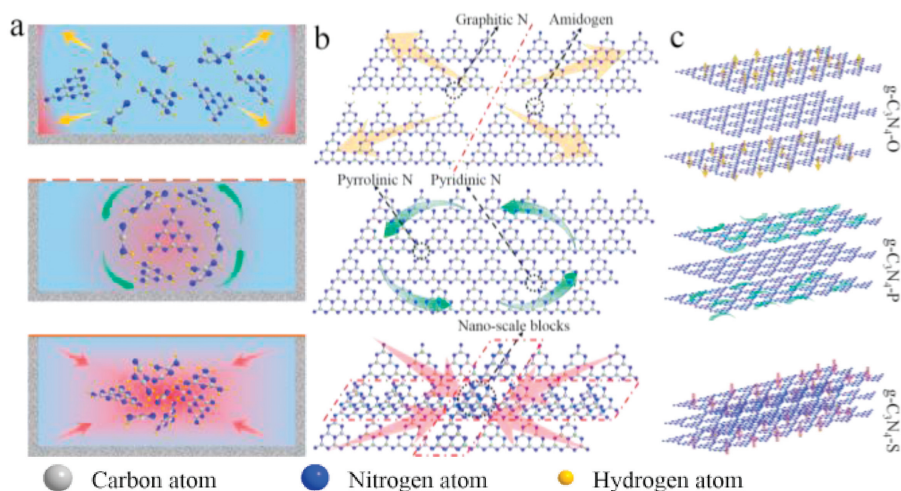 a
b
c
Graphitic N
Amidogen
Pyrrolinic N
Pyridinic N
Nano-scale blocks
g-C₃N₄-O
g-C₃N₄-P
g-C₃N₄-S
Carbon atom
Nitrogen atom
Hydrogen atom